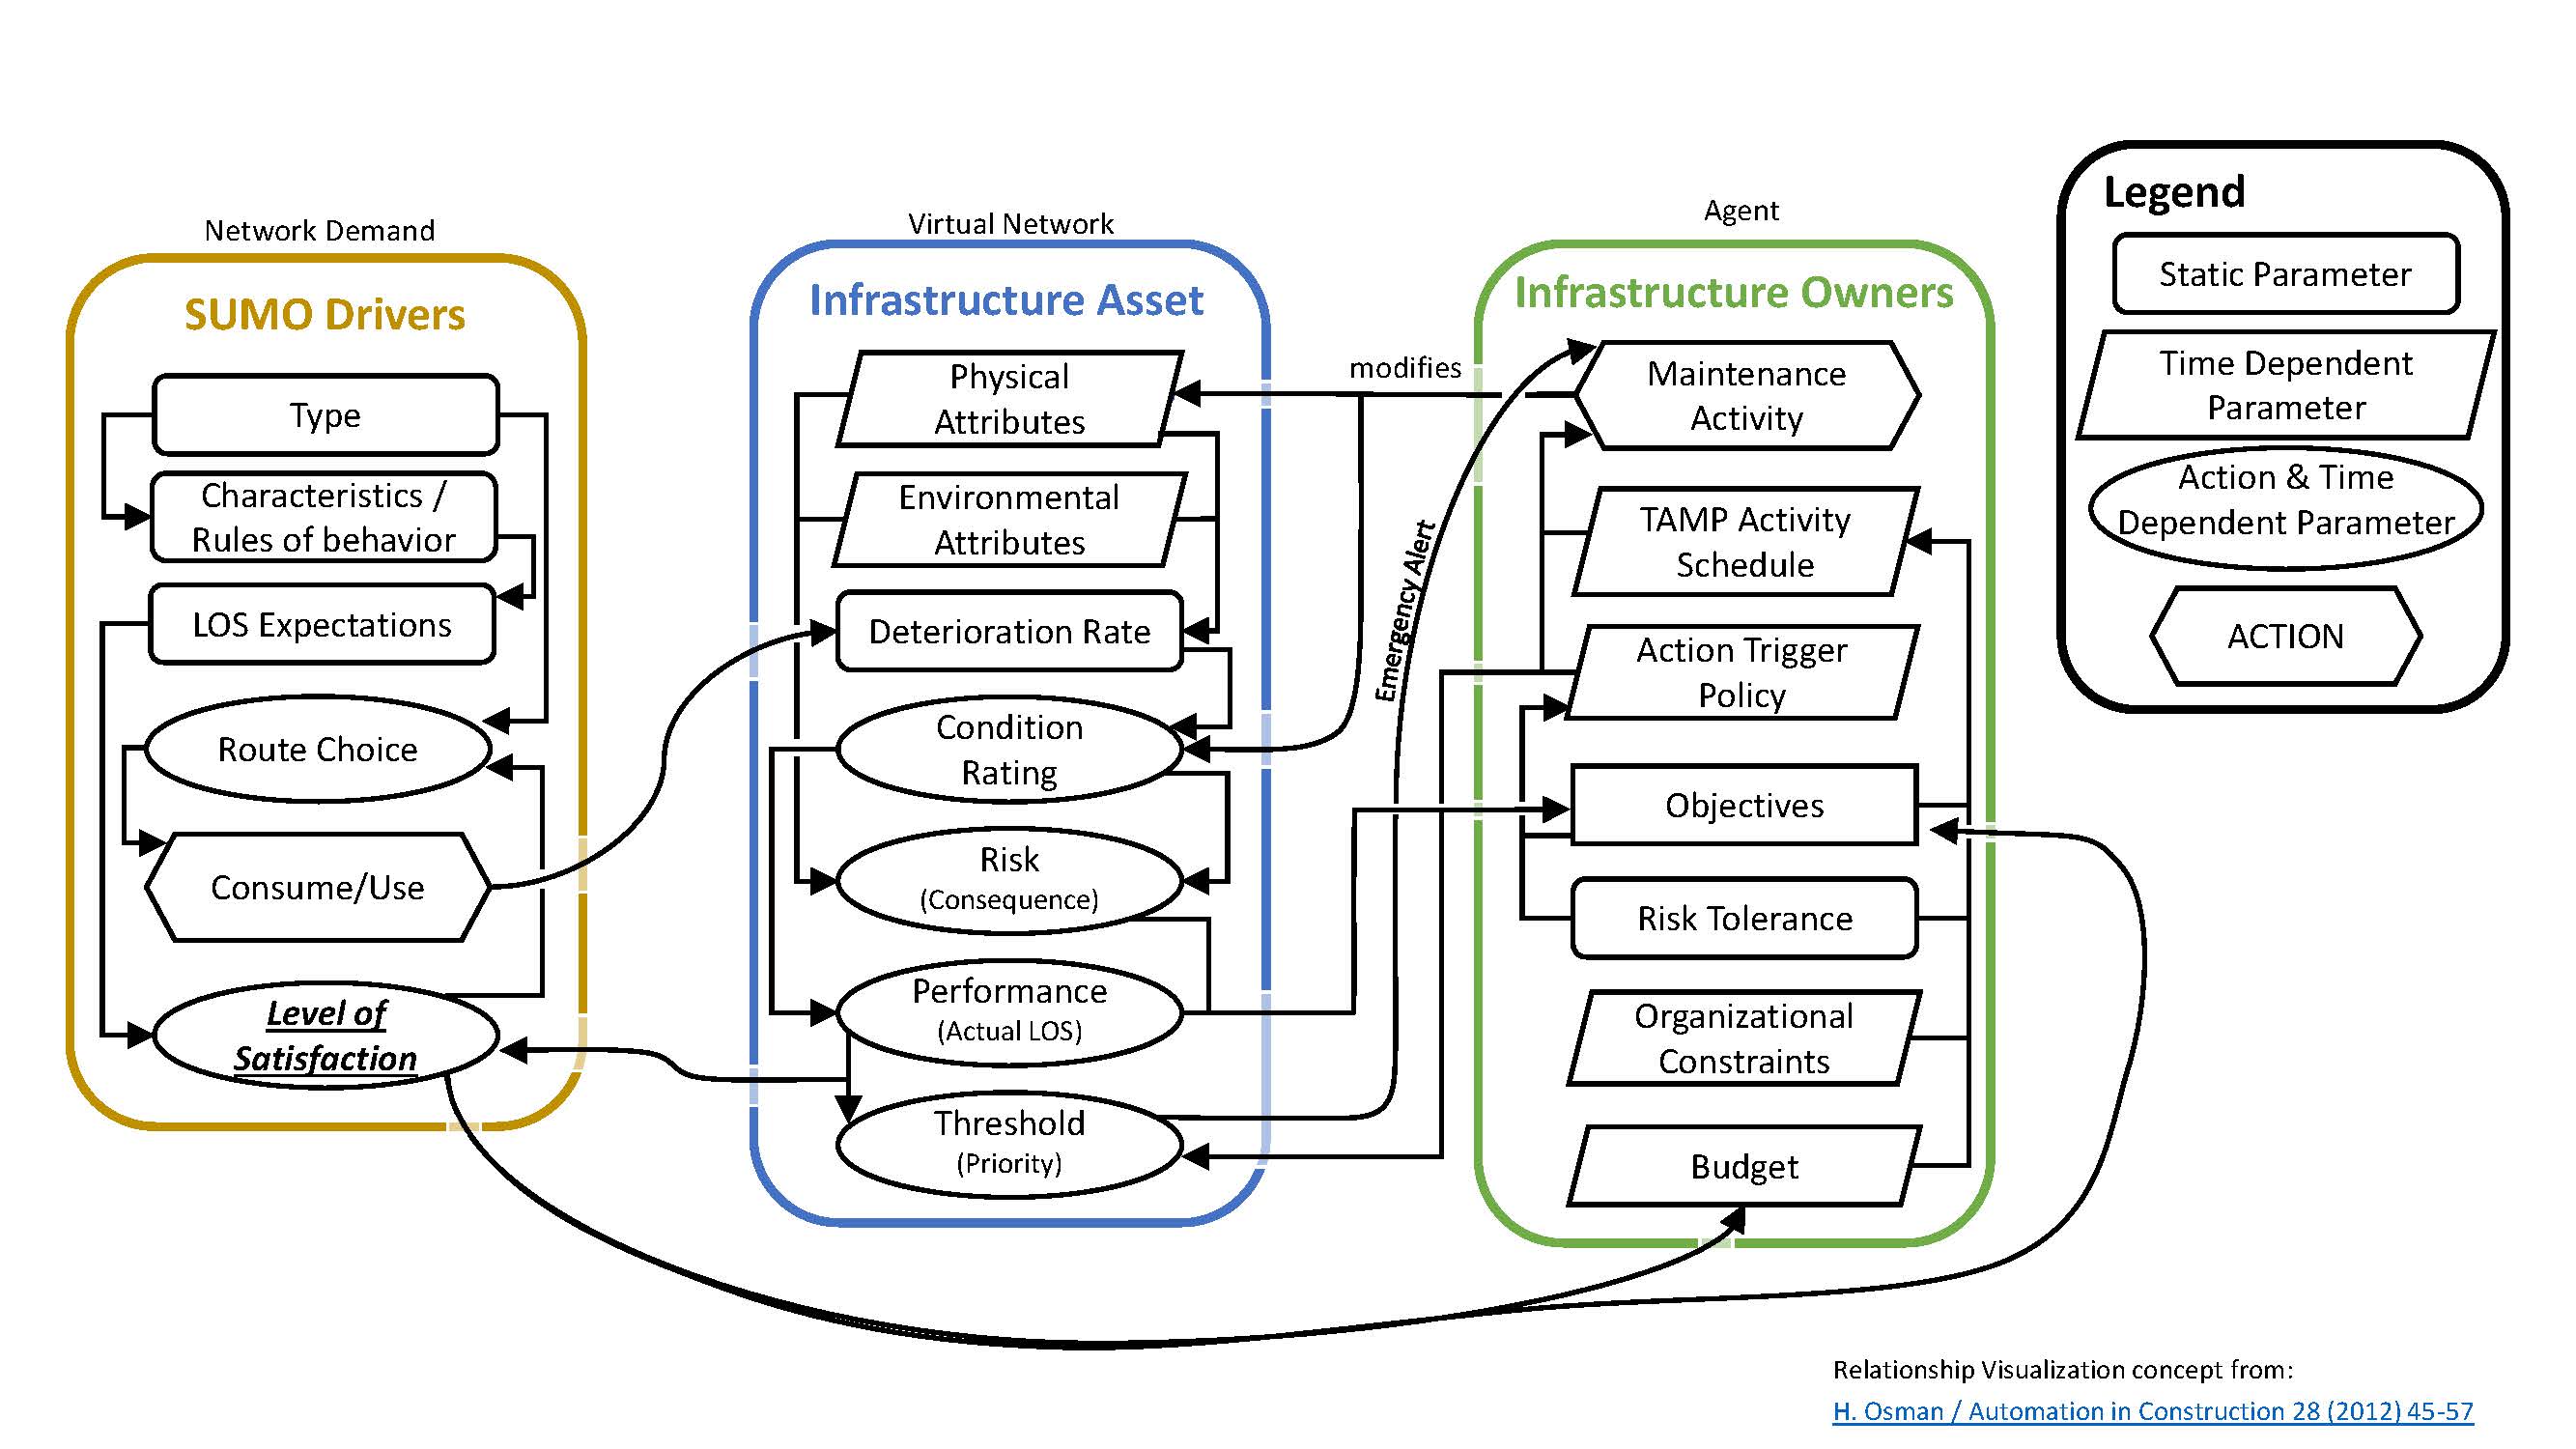 Network Demand
SUMO Drivers
Type
Characteristics /
Rules of behavior
LOS Expectations
Route Choice
Consume/Use
Level of
Satisfaction
Virtual Network
Infrastructure Asset
Physical
Attributes
Environmental
Attributes
Deterioration Rate
Condition
Rating
Risk
(Consequence)
Performance
(Actual LOS)
Threshold
(Priority)
modifies
Emergency Alert
Agent
Infrastructure Owners
Maintenance
Activity
TAMP Activity
Schedule
Action Trigger
Policy
Objectives
Risk Tolerance
Organizational
Constraints
Budget
Legend
Static Parameter
Time Dependent
Parameter
Action & Time
Dependent Parameter
ACTION
Relationship Visualization concept from:
H. Osman / Automation in Construction 28 (2012) 45-57